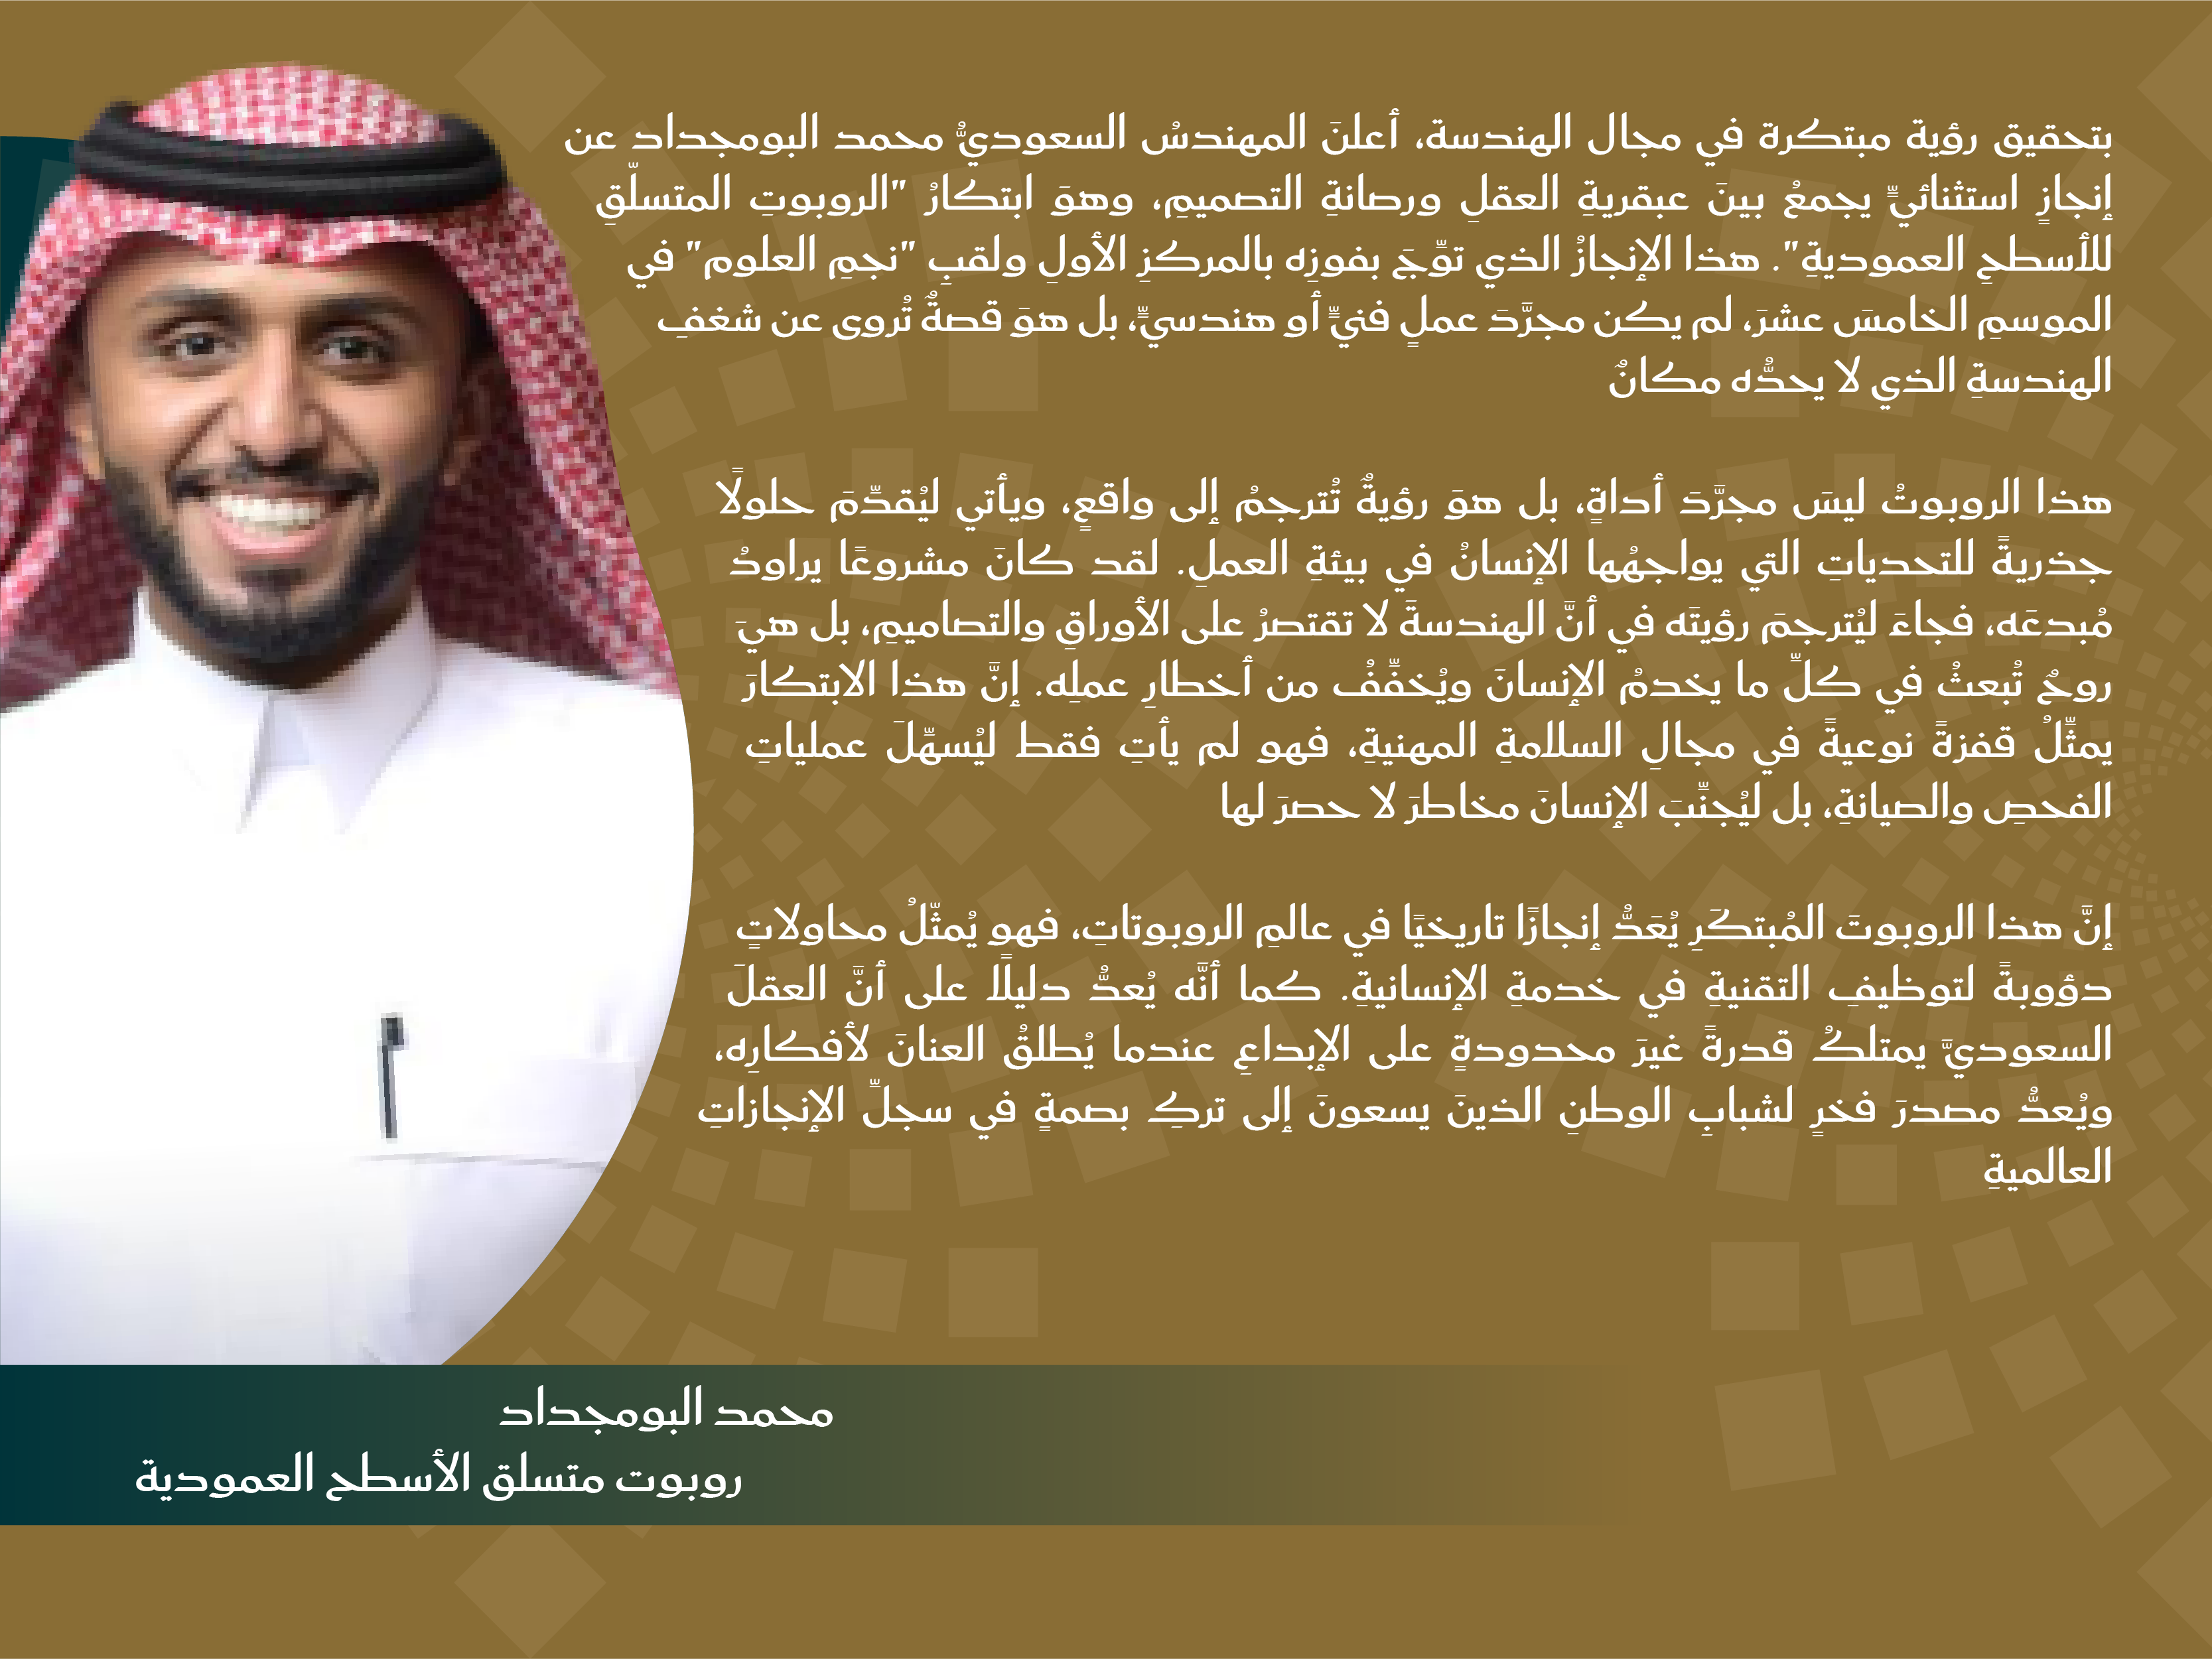 بتحقيق رؤية مبتكرة في مجال الهندسة، أعلنَ المهندسُ السعوديُّ محمد البومجداد عن
إنجازٍ استثنائيٍّ يجمعُ بينَ عبقريةِ العقلِ ورصانةِ التصميمِ، وهوَ ابتكارُ "الروبوتِ المتسلّقِ
للأسطحِ العموديةِ". هذا الإنجازُ الذي توِّجَ بفوزِه بالمركزِ الأولِ ولقبِ "نجمِ العلوم" في
الموسمِ الخامسَ عشرَ، لم يكن مجرَّدَ عملٍ فنيٍّ أو هندسيٍّ، بل هوَ قصةٌ تُروى عن شغفِ
الهندسةِ الذي لا يحدُّه مكانٌ
هذا الروبوتُ ليسَ مجرَّدَ أداةٍ، بل هوَ رؤيةٌ تُترجمُ إلى واقعٍ، ويأتي ليُقدِّمَ حلولًا
جذريةً للتحدياتِ التي يواجهُها الإنسانُ في بيئةِ العملِ. لقد كانَ مشروعًا يراودُ
مُبدعَه، فجاءَ ليُترجمَ رؤيتَه في أنَّ الهندسةَ لا تقتصرُ على الأوراقِ والتصاميمِ، بل هيَ
روحٌ تُبعثُ في كلِّ ما يخدمُ الإنسانَ ويُخفِّفُ من أخطارِ عملِه. إنَّ هذا الابتكارَ
يمثِّلُ قفزةً نوعيةً في مجالِ السلامةِ المهنيةِ، فهو لم يأتِ فقط ليُسهِّلَ عملياتِ
الفحصِ والصيانةِ، بل ليُجنِّبَ الإنسانَ مخاطرَ لا حصرَ لها
إنَّ هذا الروبوتَ المُبتكَرِ يُعَدُّ إنجازًا تاريخيًا في عالمِ الروبوتاتِ، فهو يُمثّلُ محاولاتٍ
دؤوبةً لتوظيفِ التقنيةِ في خدمةِ الإنسانيةِ. كما أنَّه يُعدُّ دليلًا على أنَّ العقلَ
السعوديَّ يمتلكُ قدرةً غيرَ محدودةٍ على الإبداعِ عندما يُطلقُ العنانَ لأفكارِه،
ويُعدُّ مصدرَ فخرٍ لشبابِ الوطنِ الذينَ يسعونَ إلى تركِ بصمةٍ في سجلِّ الإنجازاتِ
العالميةِ
محمد البومجداد
روبوت متسلق الأسطح العمودية